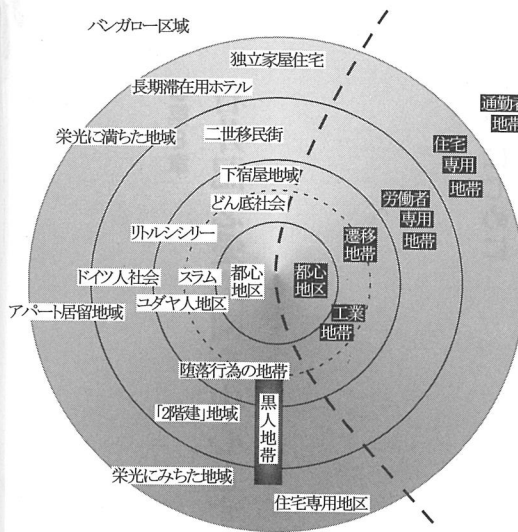 バンガロー区域
独立家屋住宅
長期滞在用ホテル
通勤者
地帯
栄光に満ちた地域
二世移民街
住宅
専用
地帯
下宿屋地域
どん底社会
労働者
専用
地帯
リトルシシリー
遷移
地帯
ドイツ人社会
スラム
都心
地区
都心
地区
アパート居留地域
ユダヤ人地区
工業
地帯
堕落行為の地帯
黒人地帯
「2階建」地域
栄光にみちた地域
住宅専用地区